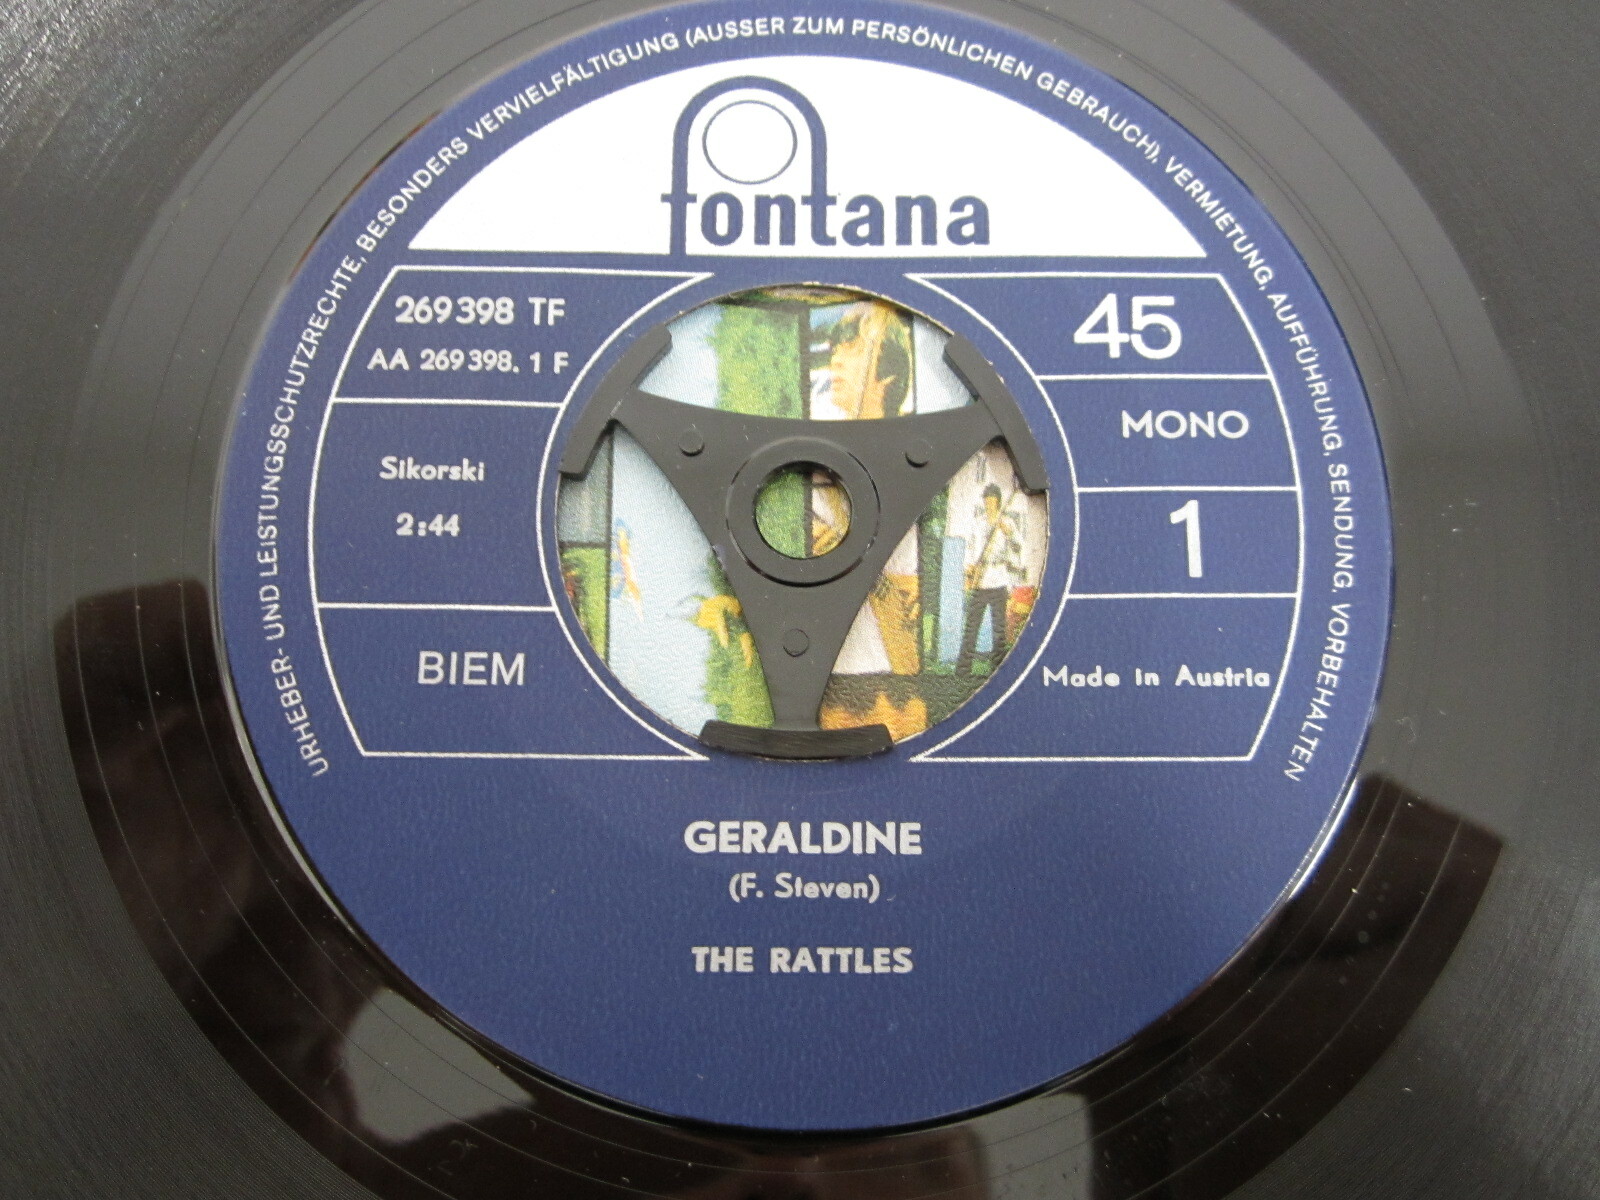 URHEBER- UND LEISTUNGSSCHUTZRECHTE, BESONDERS VERVIELFÄLTIGUNG (AUSSER ZUM PERSÖNLICHEN GEBRAUCH), VERMIETUNG, AUFFÜHRUNG, SENDUNG, VORBEHALTEN
fontana
269 398 TF
AA 269 398. 1 F
Sikorski
2:44
BIEM
45
MONO
1
Made in Austria
GERALDINE
(F. Steven)
THE RATTLES